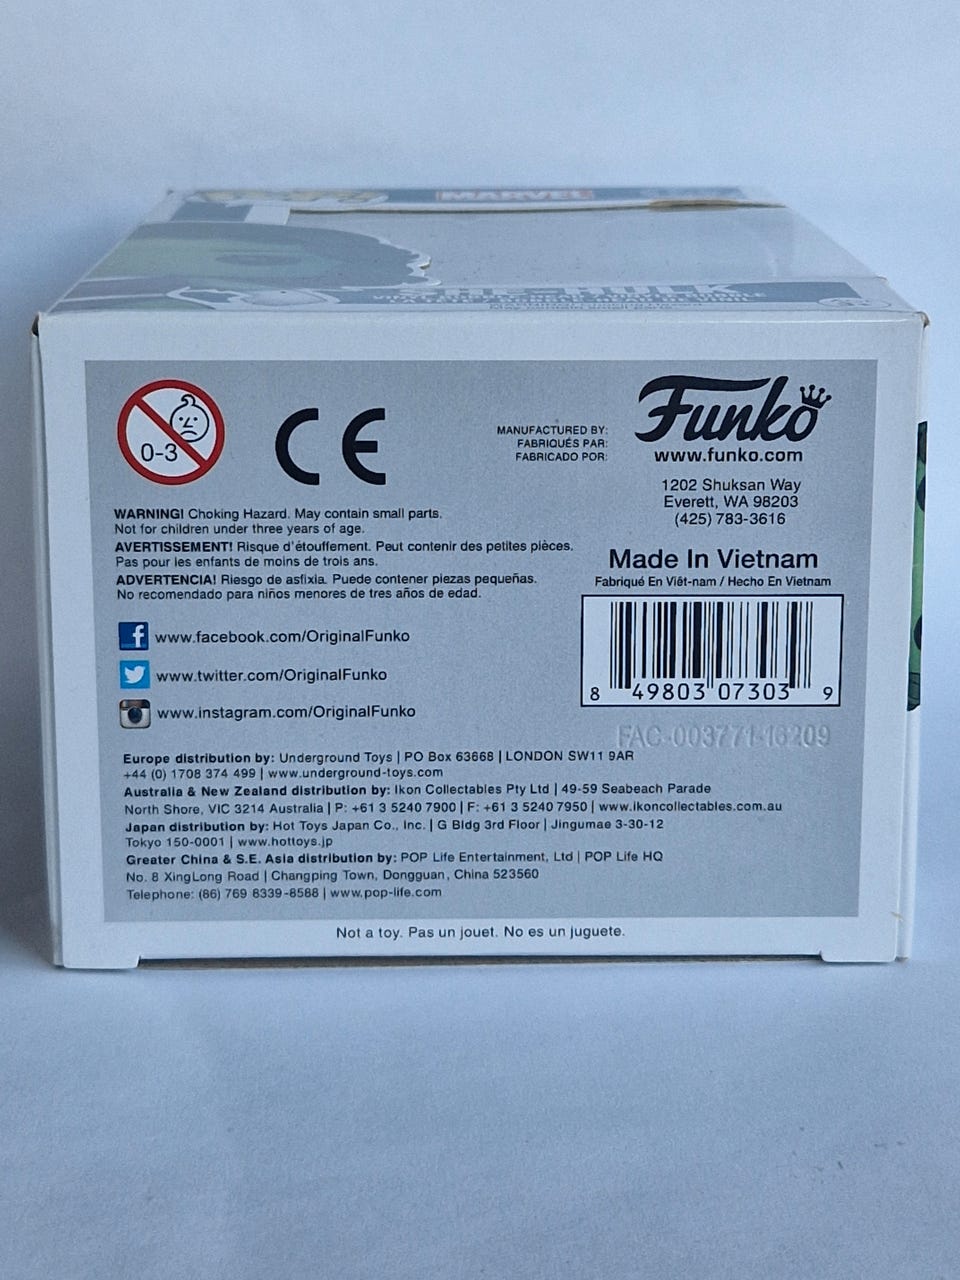 MARVEL
0-3
CE
MANUFACTURED BY:
FABRIQUÉS PAR:
FABRICADO POR:
Funko
www.funko.com
1202 Shuksan Way
Everett, WA 98203
(425) 783-3616
WARNING! Choking Hazard. May contain small parts.
Not for children under three years of age.
AVERTISSEMENT! Risque d'étouffement. Peut contenir des petites pièces.
Pas pour les enfants de moins de trois ans.
ADVERTENCIA! Riesgo de asfixia. Puede contener piezas pequeñas.
No recomendado para niños menores de tres años de edad.
Made In Vietnam
Fabriqué En Viêt-nam / Hecho En Vietnam
8 49803 07303 9
FAC-003771-16209
www.facebook.com/OriginalFunko
www.twitter.com/OriginalFunko
www.instagram.com/OriginalFunko
Europe distribution by: Underground Toys | PO Box 63668 | LONDON SW11 9AR
+44 (0) 1708 374 499 | www.underground-toys.com
Australia & New Zealand distribution by: Ikon Collectables Pty Ltd | 49-59 Seabeach Parade
North Shore, VIC 3214 Australia | P: +61 3 5240 7900 | F: +61 3 5240 7950 | www.ikoncollectables.com.au
Japan distribution by: Hot Toys Japan Co., Inc. | G Bldg 3rd Floor | Jingumae 3-30-12
Tokyo 150-0001 | www.hottoys.jp
Greater China & S.E. Asia distribution by: POP Life Entertainment, Ltd | POP Life HQ
No. 8 XingLong Road | Changping Town, Dongguan, China 523560
Telephone: (86) 769 8339-8588 | www.pop-life.com
Not a toy. Pas un jouet. No es un juguete.